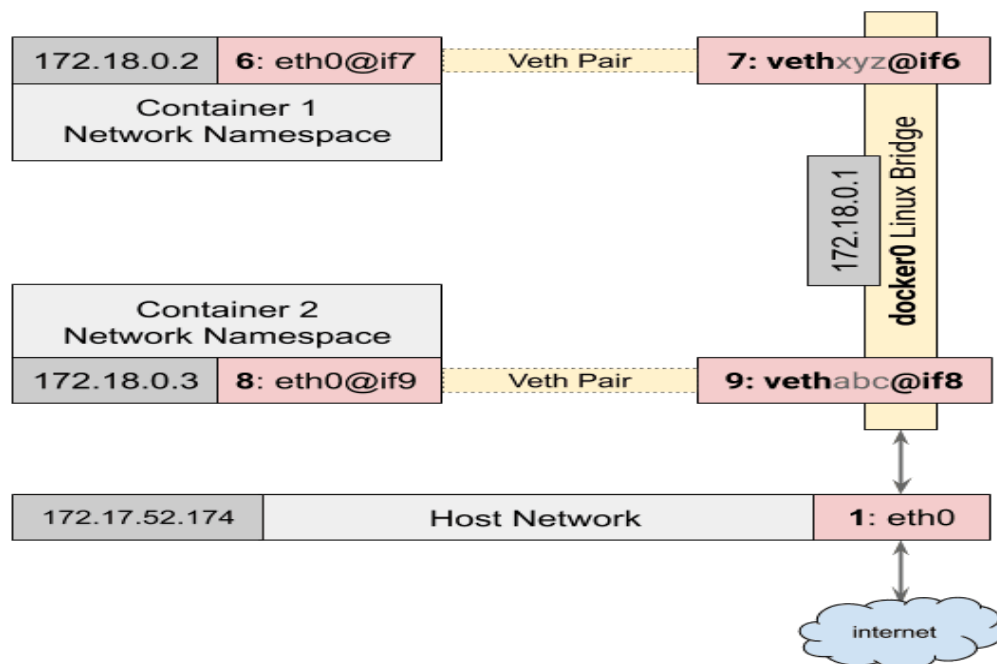 172.18.0.2 6: eth0@if7 Veth Pair 7: vethxyz@if6
Container 1
Network Namespace
172.18.0.1
docker0 Linux Bridge
Container 2
Network Namespace
172.18.0.3 8: eth0@if9 Veth Pair 9: vethabc@if8
172.17.52.174 Host Network 1: eth0
internet